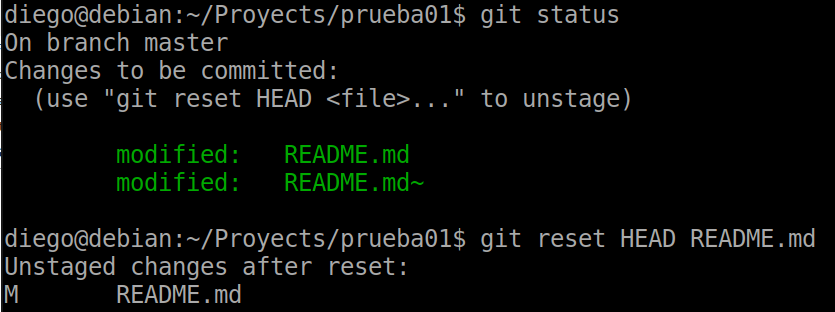 diego@debian:~/Proyects/prueba01$ git status
On branch master
Changes to be committed:
  (use "git reset HEAD <file>..." to unstage)

        modified:   README.md
        modified:   README.md~

diego@debian:~/Proyects/prueba01$ git reset HEAD README.md
Unstaged changes after reset:
M       README.md